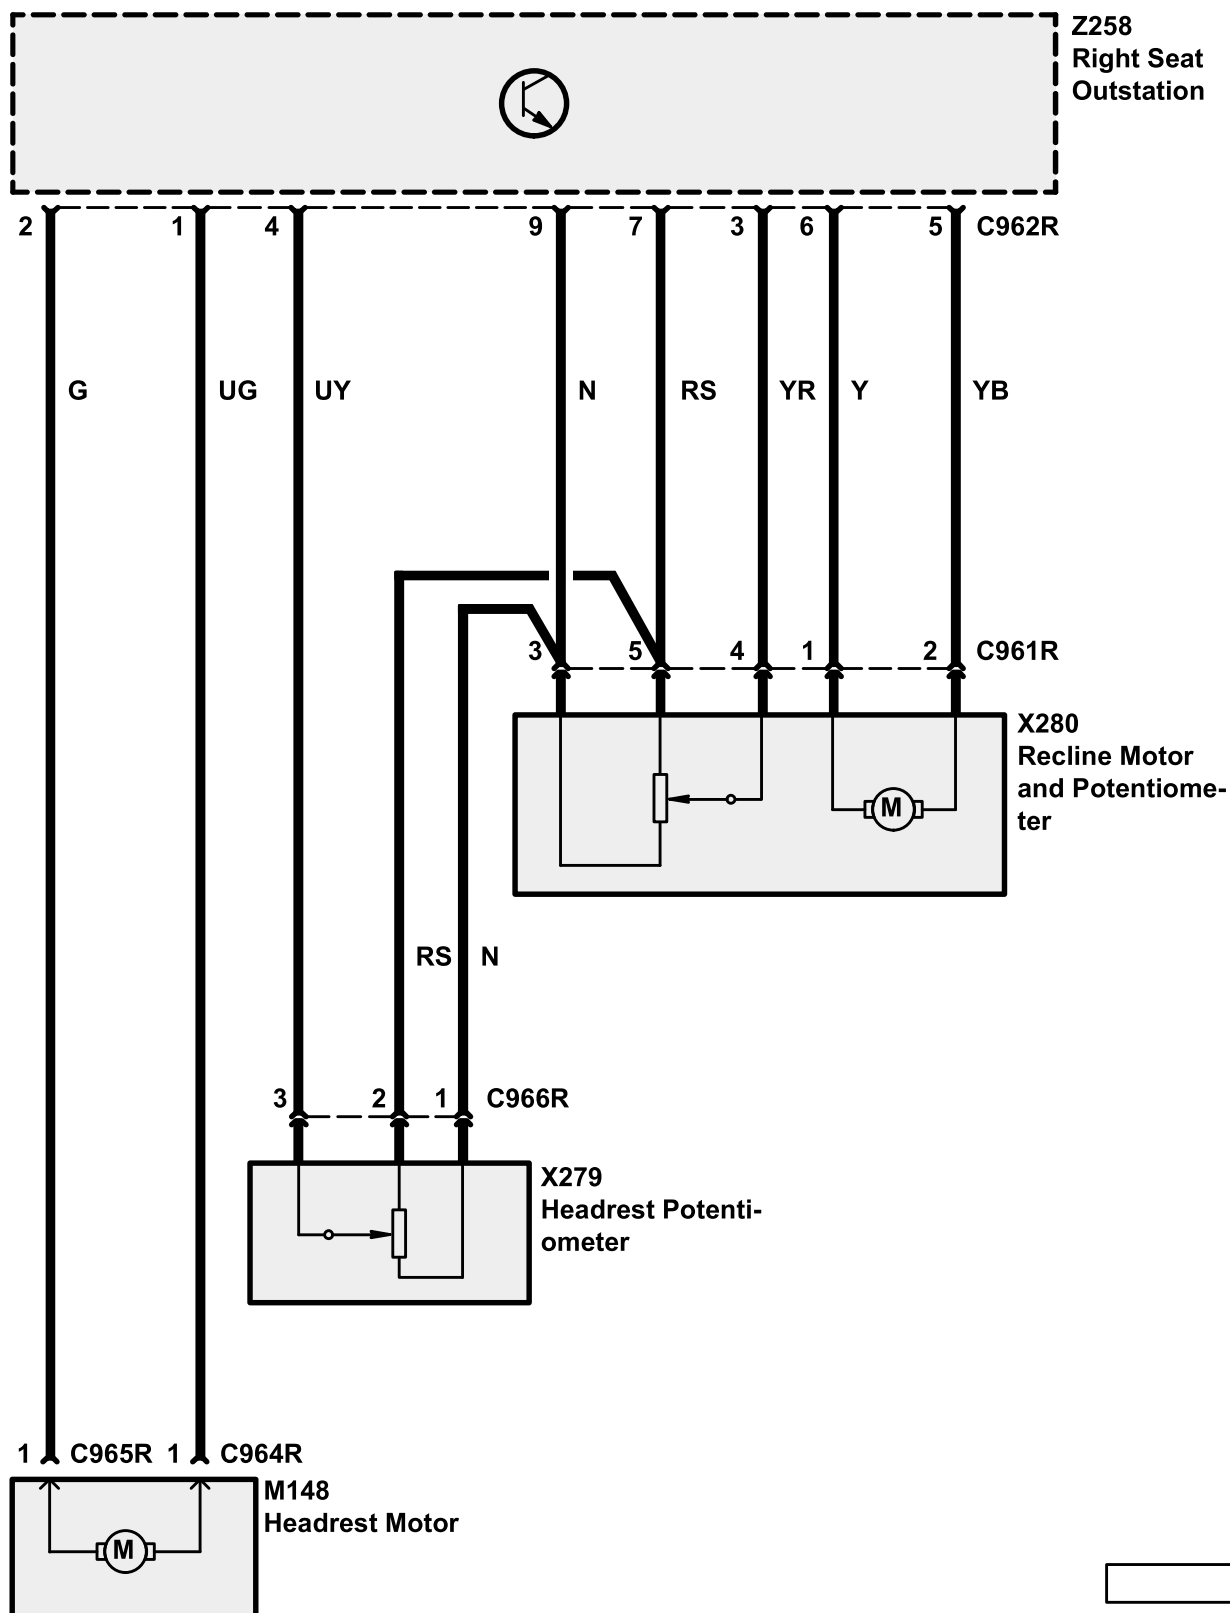 Z258
Right Seat
Outstation
2 1 4 9 7 3 6 5 C962R
G UG UY N RS YR Y YB
3 5 4 1 2 C961R
X280
Recline Motor
and Potentiome-
ter
M
RS N
3 2 1 C966R
X279
Headrest Potenti-
ometer
1 C965R 1 C964R
M148
Headrest Motor
M